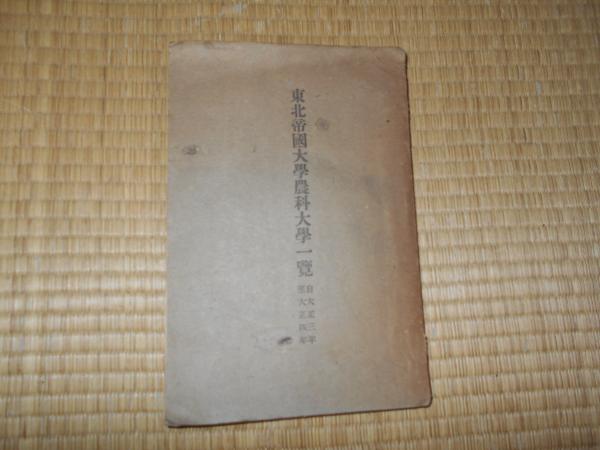 東北帝國大學農科大學一覽
自大正三年
至大正四年